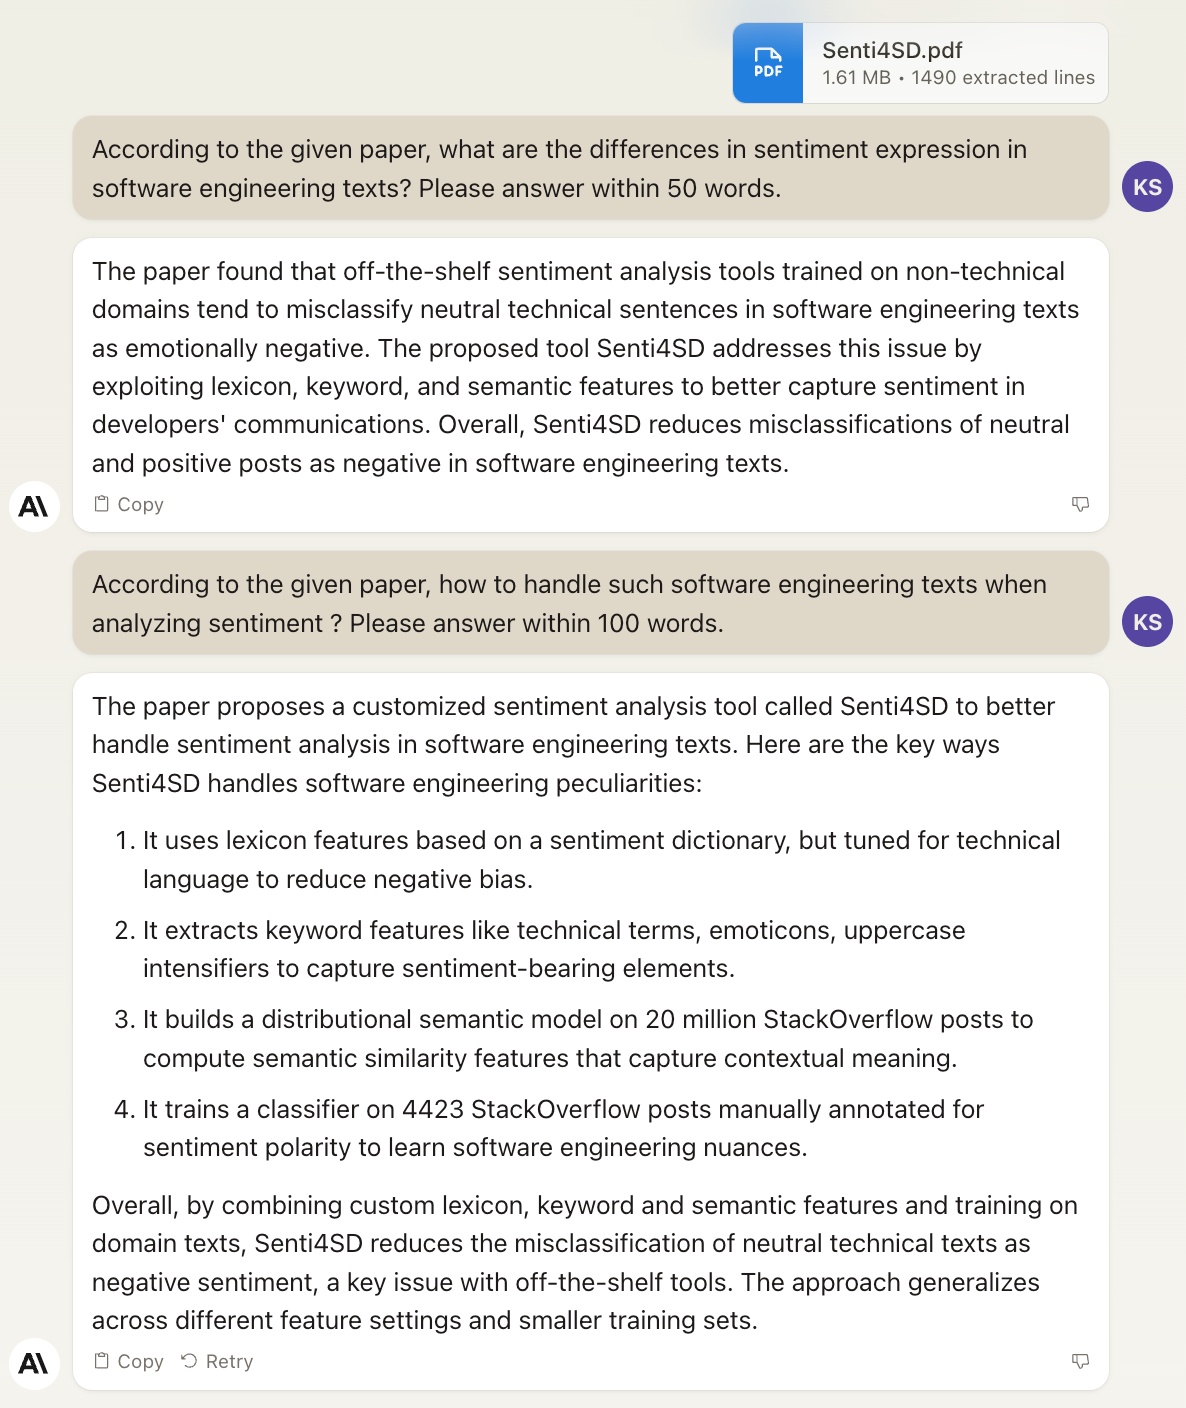 PDF
Senti4SD.pdf
1.61 MB • 1490 extracted lines
According to the given paper, what are the differences in sentiment expression in
software engineering texts? Please answer within 50 words.
KS
The paper found that off-the-shelf sentiment analysis tools trained on non-technical
domains tend to misclassify neutral technical sentences in software engineering texts
as emotionally negative. The proposed tool Senti4SD addresses this issue by
exploiting lexicon, keyword, and semantic features to better capture sentiment in
developers' communications. Overall, Senti4SD reduces misclassifications of neutral
and positive posts as negative in software engineering texts.
A\
Copy
According to the given paper, how to handle such software engineering texts when
analyzing sentiment ? Please answer within 100 words.
KS
The paper proposes a customized sentiment analysis tool called Senti4SD to better
handle sentiment analysis in software engineering texts. Here are the key ways
Senti4SD handles software engineering peculiarities:
1. It uses lexicon features based on a sentiment dictionary, but tuned for technical
language to reduce negative bias.
2. It extracts keyword features like technical terms, emoticons, uppercase
intensifiers to capture sentiment-bearing elements.
3. It builds a distributional semantic model on 20 million StackOverflow posts to
compute semantic similarity features that capture contextual meaning.
4. It trains a classifier on 4423 StackOverflow posts manually annotated for
sentiment polarity to learn software engineering nuances.
Overall, by combining custom lexicon, keyword and semantic features and training on
domain texts, Senti4SD reduces the misclassification of neutral technical texts as
negative sentiment, a key issue with off-the-shelf tools. The approach generalizes
across different feature settings and smaller training sets.
A\
Copy Retry